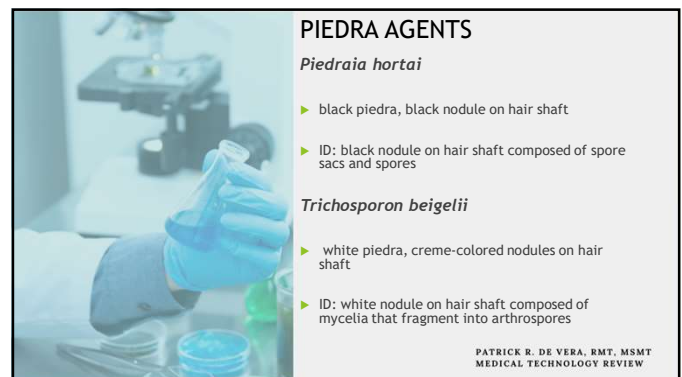 PIEDRA AGENTS
Piedraia hortai
black piedra, black nodule on hair shaft
ID: black nodule on hair shaft composed of spore
sacs and spores
Trichosporon beigelii
white piedra, creme-colored nodules on hair
shaft
ID: white nodule on hair shaft composed of
mycelia that fragment into arthrospores
PATRICK R. DE VERA, RMT, MSMT
MEDICAL TECHNOLOGY REVIEW